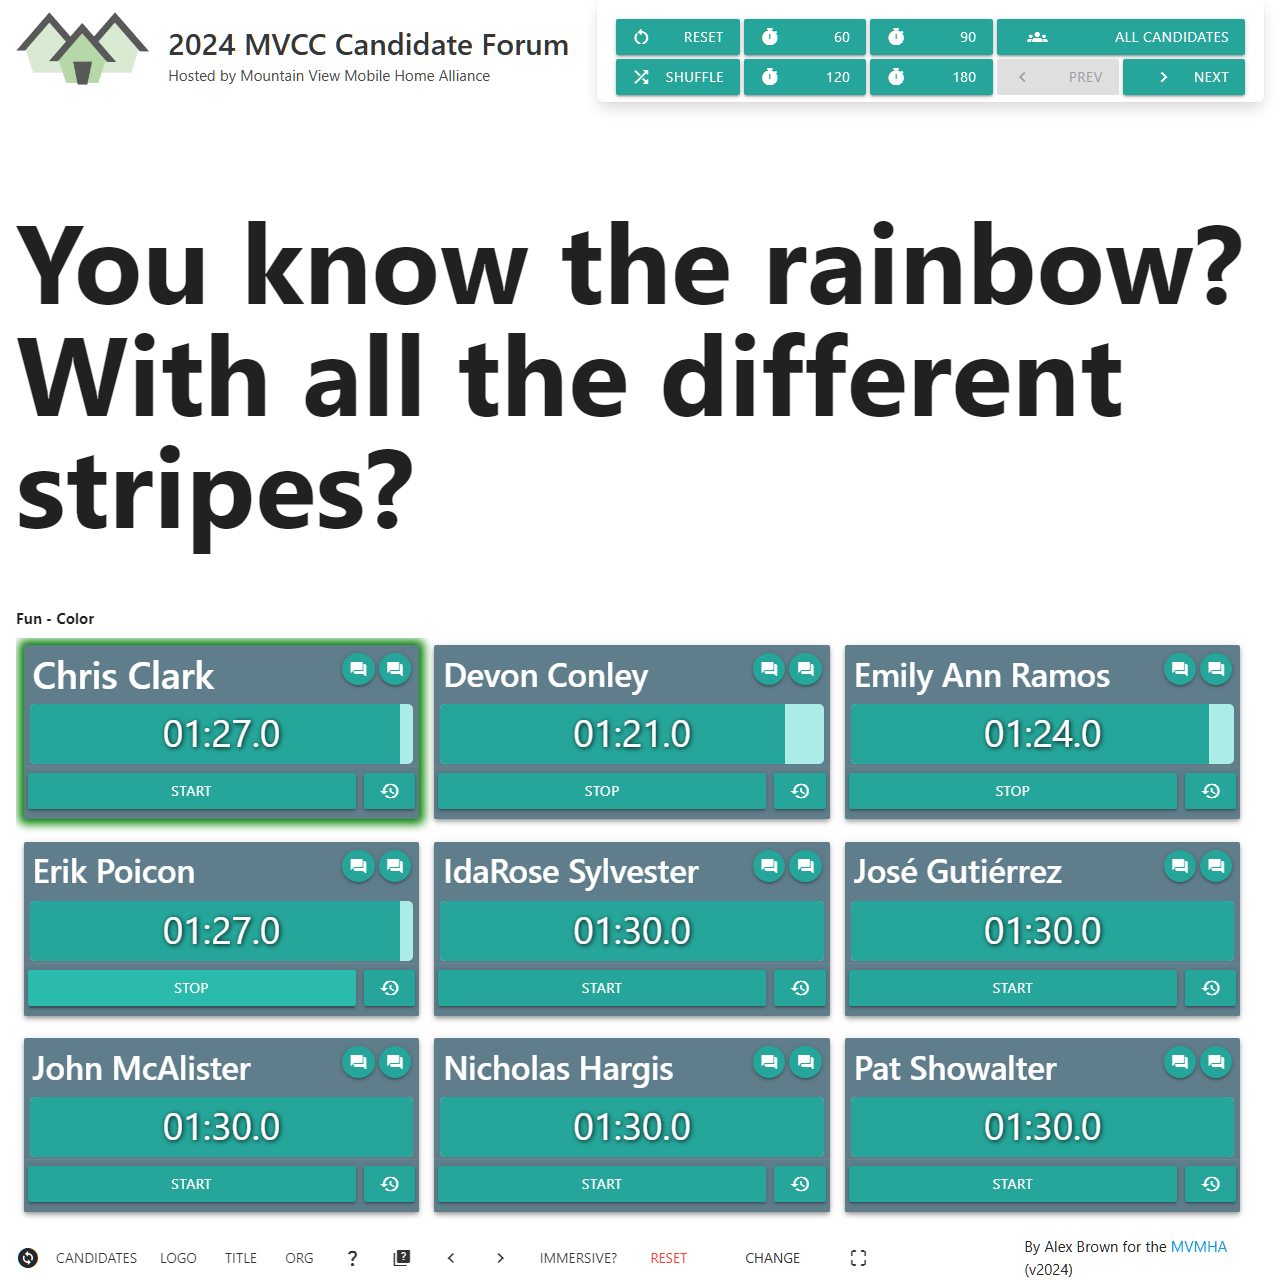 2024 MVCC Candidate Forum
Hosted by Mountain View Mobile Home Alliance
RESET 60 90 ALL CANDIDATES
SHUFFLE 120 180 PREV NEXT
You know the rainbow?
With all the different
stripes?
Fun - Color
Chris Clark Devon Conley Emily Ann Ramos
01:27.0 01:21.0 01:24.0
START STOP STOP
Erik Poicon IdaRose Sylvester José Gutiérrez
01:27.0 01:30.0 01:30.0
STOP START START
John McAlister Nicholas Hargis Pat Showalter
01:30.0 01:30.0 01:30.0
START START START
CANDIDATES LOGO TITLE ORG ? IMMERSIVE? RESET CHANGE
By Alex Brown for the MVMHA
(v2024)